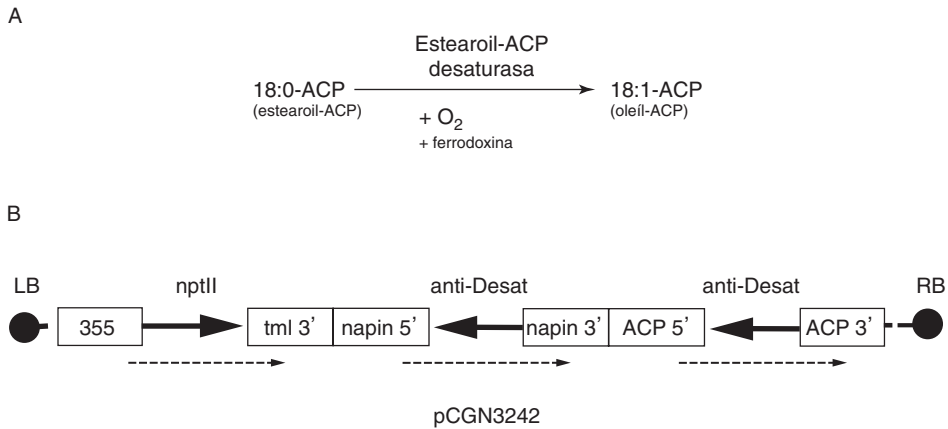 A
Estearoil-ACP
desaturasa
18:0-ACP
(estearoil-ACP)
18:1-ACP
(oleíl-ACP)
+ O2
+ ferrodoxina
B
LB nptII anti-Desat anti-Desat RB
355 tml 3’ napin 5’ napin 3’ ACP 5’ ACP 3’
pCGN3242